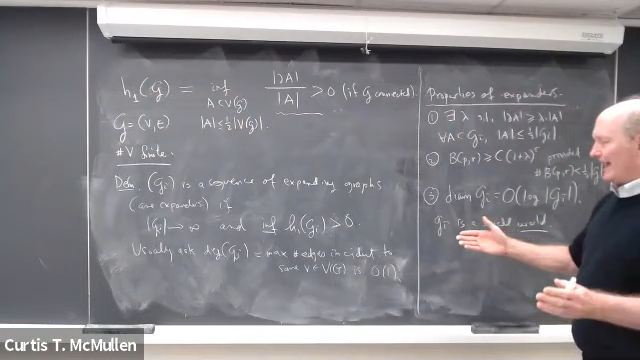 h₁(G) = inf |∂A| / |A| > 0 (if G connected).
A⊂V(G)
|A| ≤ ½|V(G)|.
G = (V, E)
#V finite.
Def. (Gᵢ) is a sequence of expanding graphs
(are expanders) if
|Gᵢ| → ∞ and inf h₁(Gᵢ) > 0.
Usually ask deg(Gᵢ) = max # edges incident to
some v ∈ V(G) is O(1).
Properties of expanders.
① ∃ λ |∂A| ≥ λ|A|
∀A ⊂ Gᵢ, |A| ≤ ½|Gᵢ|
② B(p,r) ≥ C(1+λ)ʳ provided
#B(p,r) < ½|Gᵢ|
③ diam Gᵢ = O(log |Gᵢ|).
Gᵢ is a small world.
Curtis T. McMullen